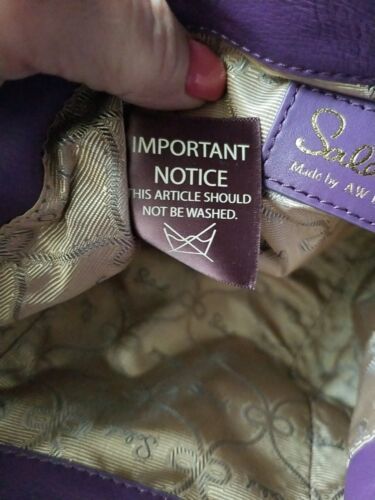 IMPORTANT
NOTICE
THIS ARTICLE SHOULD
NOT BE WASHED.
Made by AW